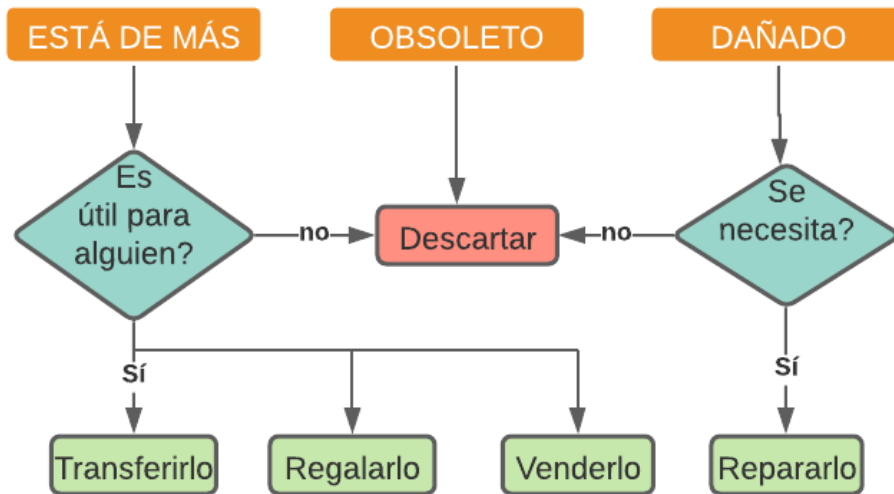 ESTÁ DE MÁS
OBSOLETO
DAÑADO
Es
útil para
alguien?
no
Descartar
no
Se
necesita?
Sí
Sí
Transferirlo
Regalarlo
Venderlo
Repararlo